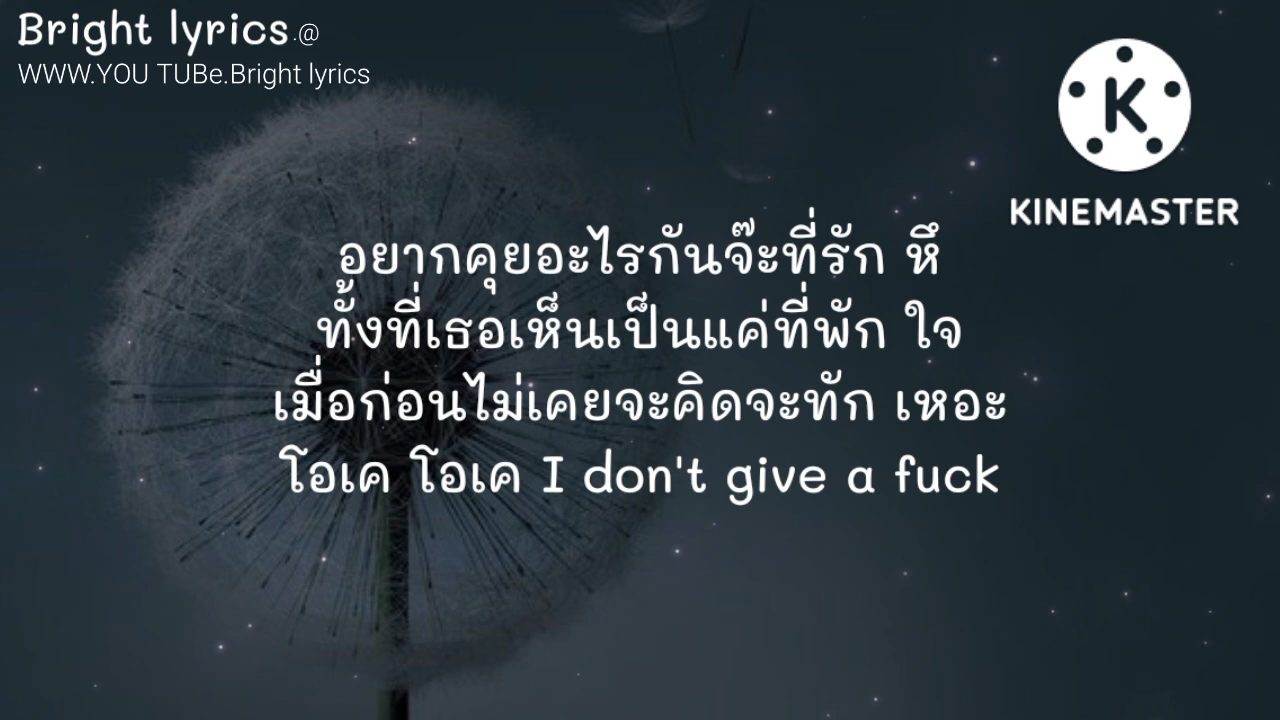 Bright lyrics.@
WWW.YOU TUBe.Bright lyrics
K
KINEMASTER
อยากคุยอะไรกันจ๊ะที่รัก หึ
ทั้งที่เธอเห็นเป็นแค่ที่พัก ใจ
เมื่อก่อนไม่เคยจะคิดจะทัก เหอะ
โอเค โอเค I don't give a fuck